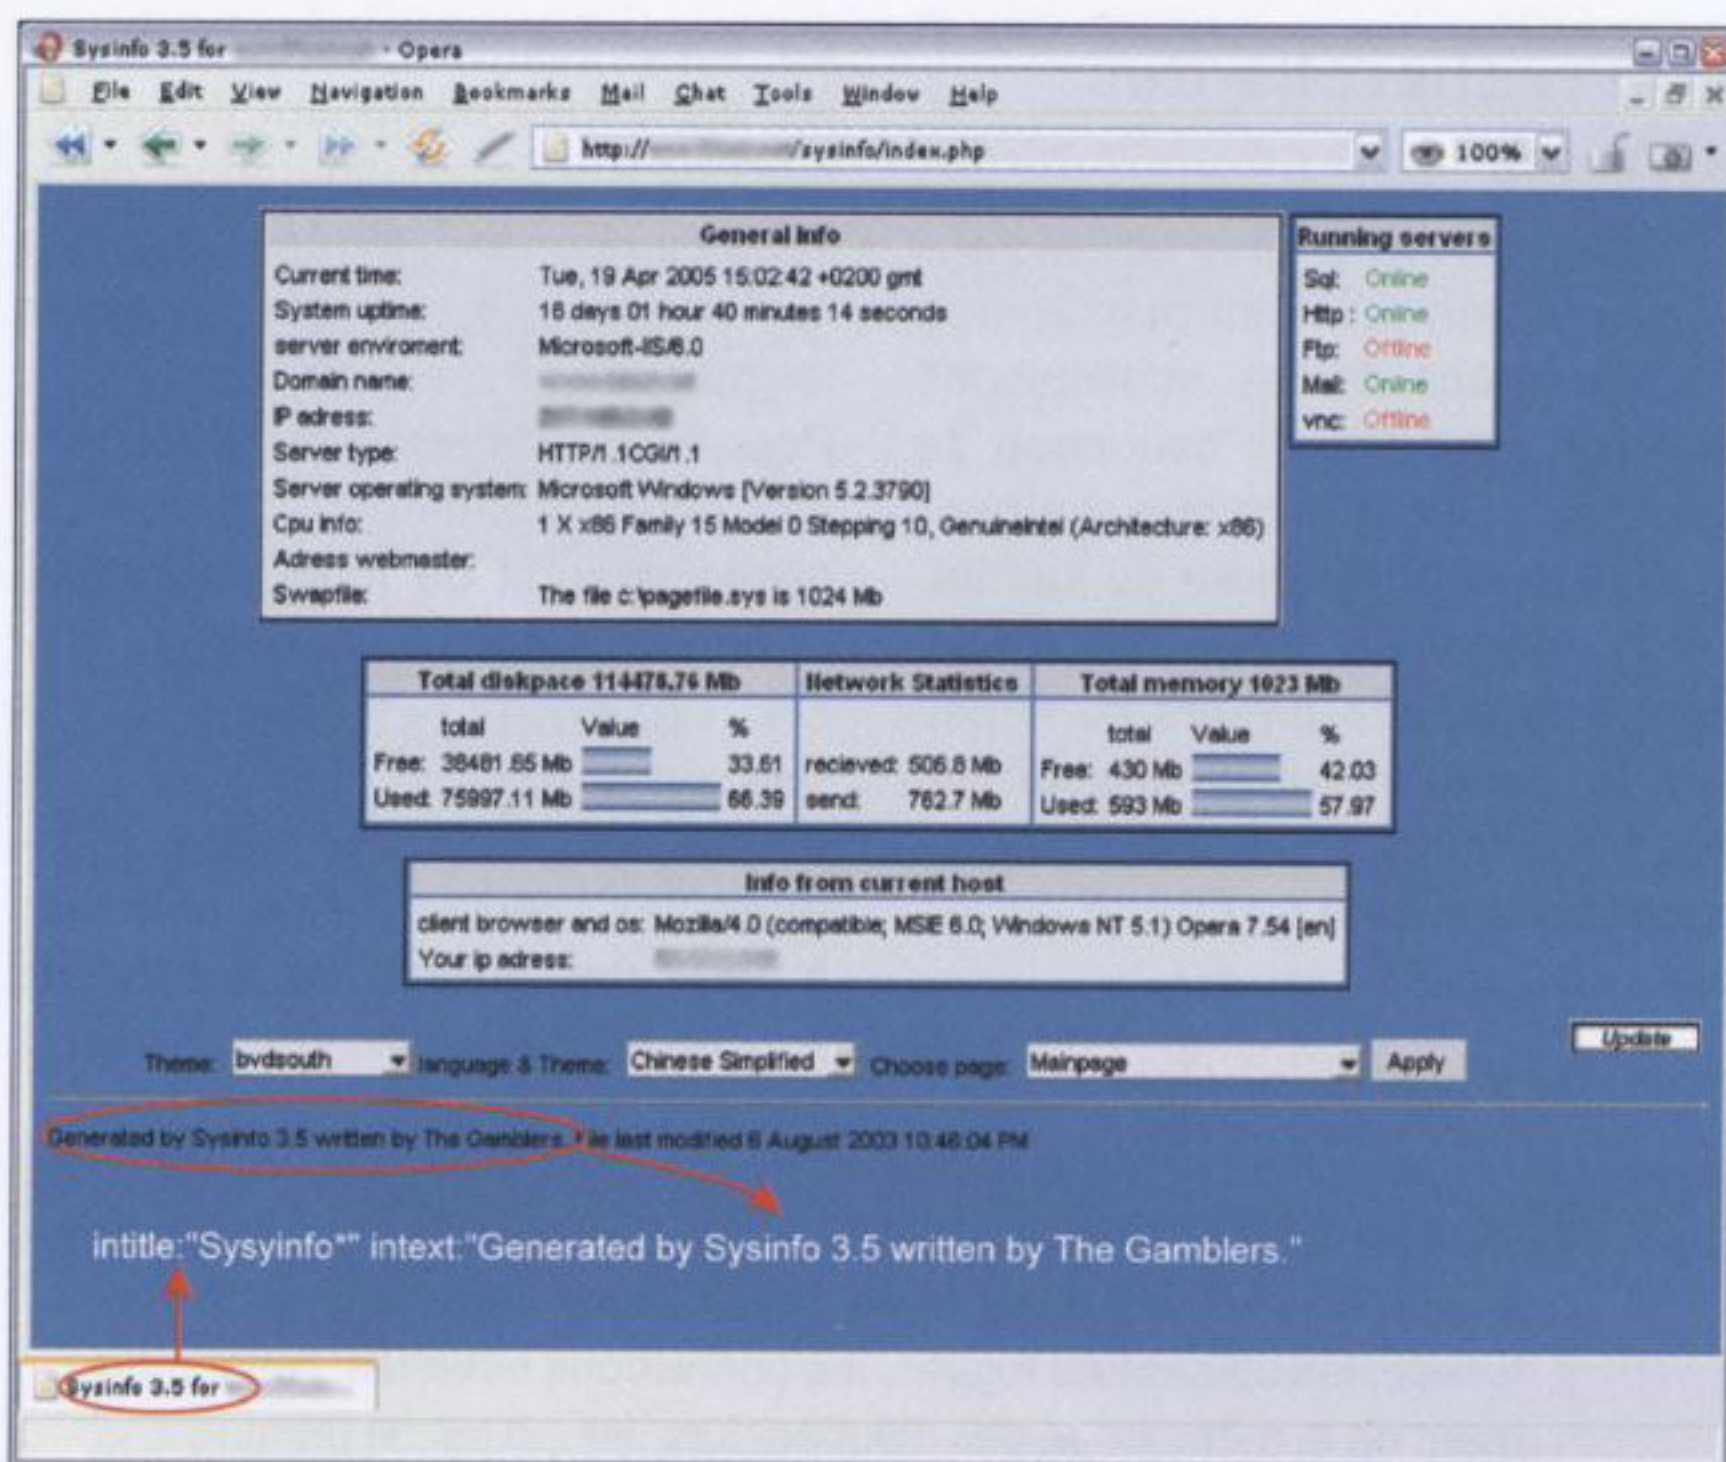 Sysinfo 3.5 for - Opera
File Edit View Navigation Bookmarks Mail Chat Tools Window Help
http:// /sysinfo/index.php 100%
General Info
Current time: Tue, 19 Apr 2005 15:02:42 +0200 gmt
System uptime: 16 days 01 hour 40 minutes 14 seconds
server enviroment: Microsoft-IIS/6.0
Domain name:
IP adress:
Server type: HTTP/1.1CGI/1.1
Server operating system: Microsoft Windows [Version 5.2.3790]
Cpu info: 1 X x86 Family 15 Model 0 Stepping 10, GenuineIntel (Architecture: x86)
Adress webmaster:
Swapfile: The file c:\pagefile.sys is 1024 Mb
Running servers
Sql: Online
Http : Online
Ftp: Offline
Mail: Online
vnc: Offline
Total diskpace 114478.76 Mb
total Value %
Free: 38481.65 Mb 33.61
Used: 75997.11 Mb 66.39
Network Statistics
recieved: 506.8 Mb
send: 762.7 Mb
Total memory 1023 Mb
total Value %
Free: 430 Mb 42.03
Used: 593 Mb 57.97
Info from current host
client browser and os: Mozilla/4.0 (compatible; MSIE 6.0; Windows NT 5.1) Opera 7.54 [en]
Your ip adress:
Update
Theme: bvdsouth language & Theme: Chinese Simplified Choose page: Mainpage Apply
Generated by Sysinfo 3.5 written by The Gamblers. File last modified 6 August 2003 10:46:04 PM
intitle:"Sysyinfo*" intext:"Generated by Sysinfo 3.5 written by The Gamblers."
Sysinfo 3.5 for